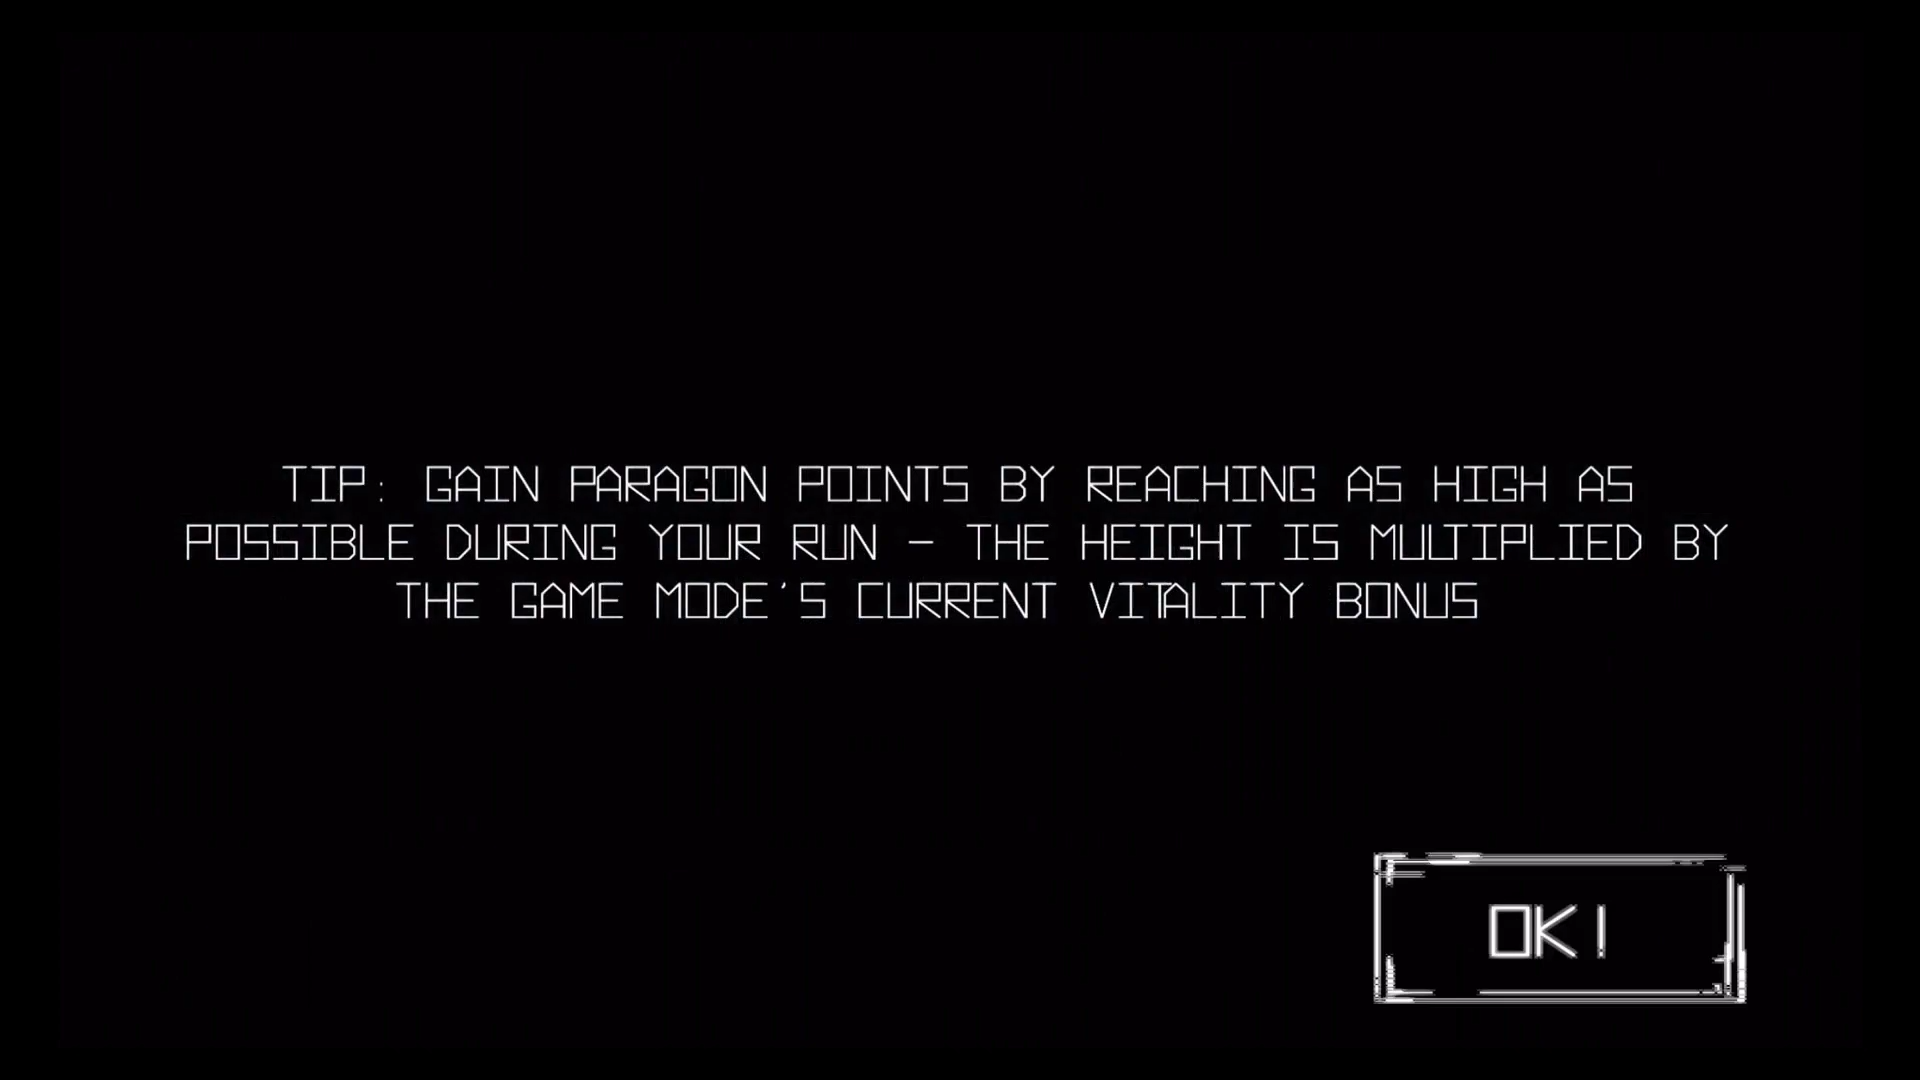 TIP: GAIN PARAGON POINTS BY REACHING AS HIGH AS
POSSIBLE DURING YOUR RUN - THE HEIGHT IS MULTIPLIED BY
THE GAME MODE'S CURRENT VITALITY BONUS
OK!